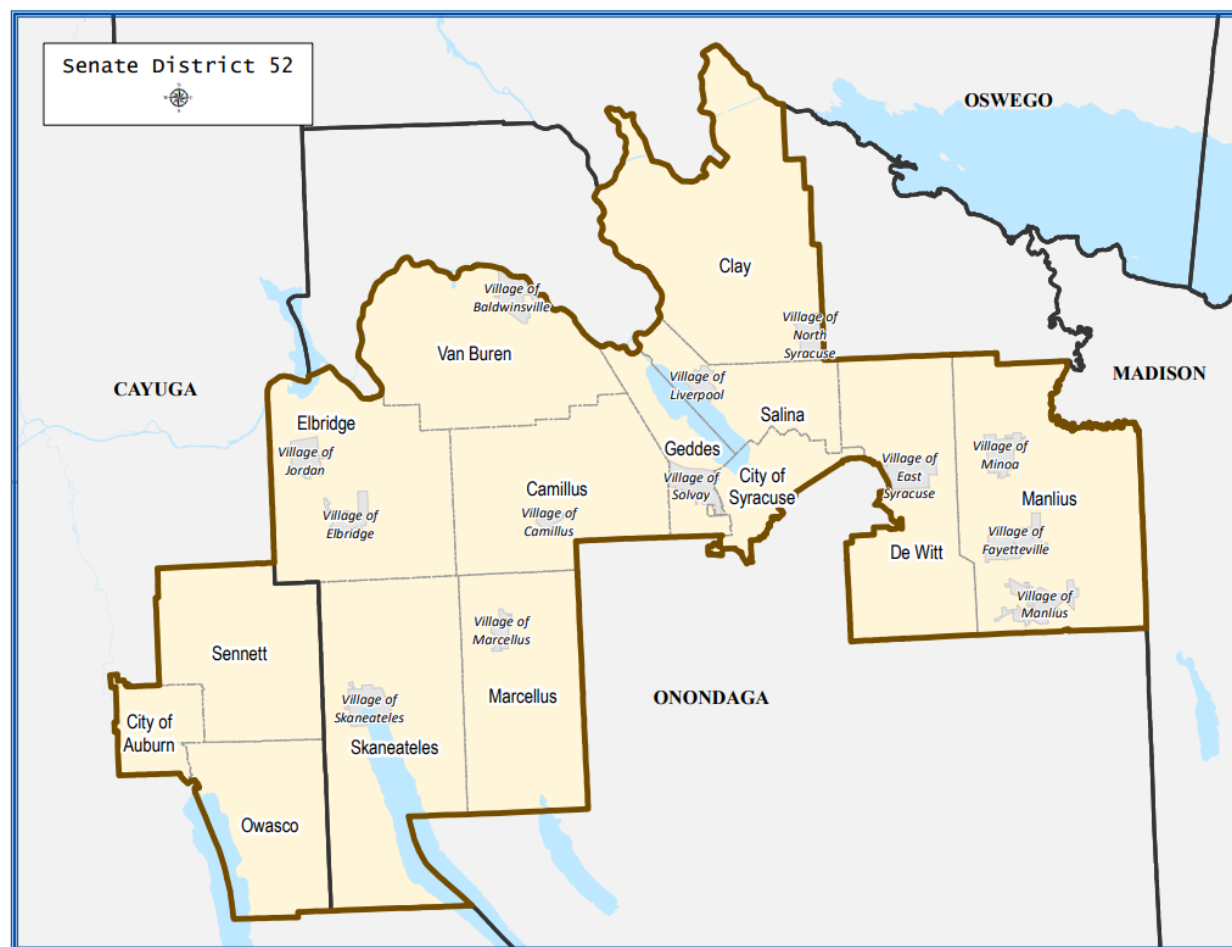 Senate District 52
OSWEGO
Clay
Village of
Baldwinsville
Village of
North
Syracuse
Van Buren
CAYUGA
MADISON
Village of
Liverpool
Elbridge
Salina
Village of
Jordan
Geddes
Village of
Minoa
Village of
East
Syracuse
Village of
Solvay
City of
Syracuse
Camillus
Manlius
Village of
Elbridge
Village of
Camillus
Village of
Fayetteville
De Witt
Village of
Manlius
Village of
Marcellus
Sennett
Village of
Skaneateles
Marcellus
ONONDAGA
City of
Auburn
Skaneateles
Owasco